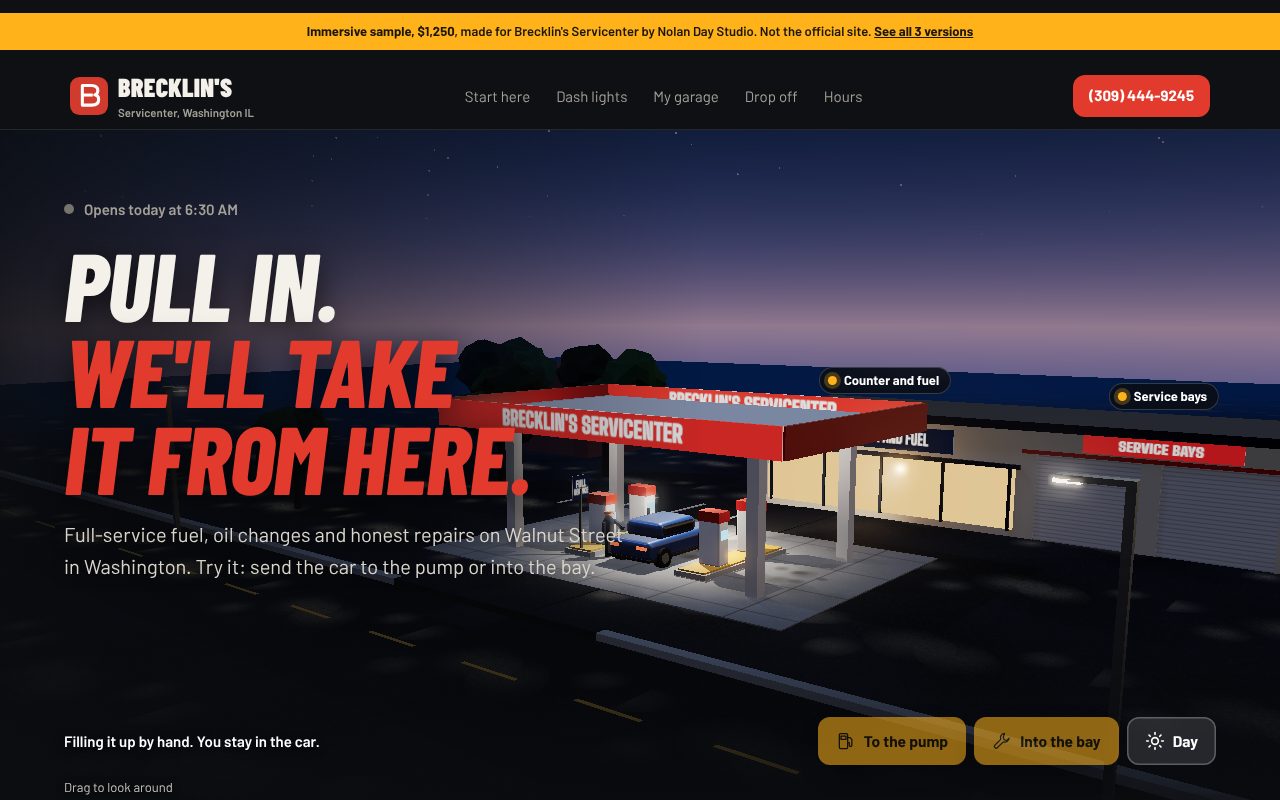 Immersive sample, $1,250, made for Brecklin's Servicenter by Nolan Day Studio. Not the official site. See all 3 versions
B
BRECKLIN'S
Servicenter, Washington IL
Start here
Dash lights
My garage
Drop off
Hours
(309) 444-9245
Opens today at 6:30 AM
PULL IN.
WE'LL TAKE
IT FROM HERE.
Full-service fuel, oil changes and honest repairs on Walnut Street
in Washington. Try it: send the car to the pump or into the bay.
Counter and fuel
Service bays
BRECKLIN'S SERVICENTER
BRECKLIN'S SERVICENTER
FUEL
SERVICE BAYS
FULL
Filling it up by hand. You stay in the car.
To the pump
Into the bay
Day
Drag to look around